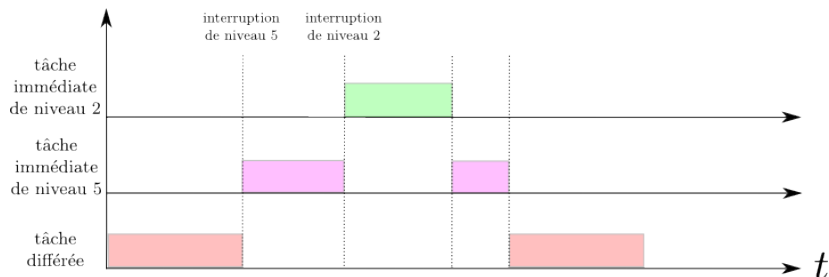 interruption
de niveau 5
interruption
de niveau 2
tâche
immédiate
de niveau 2
tâche
immédiate
de niveau 5
tâche
différée
t